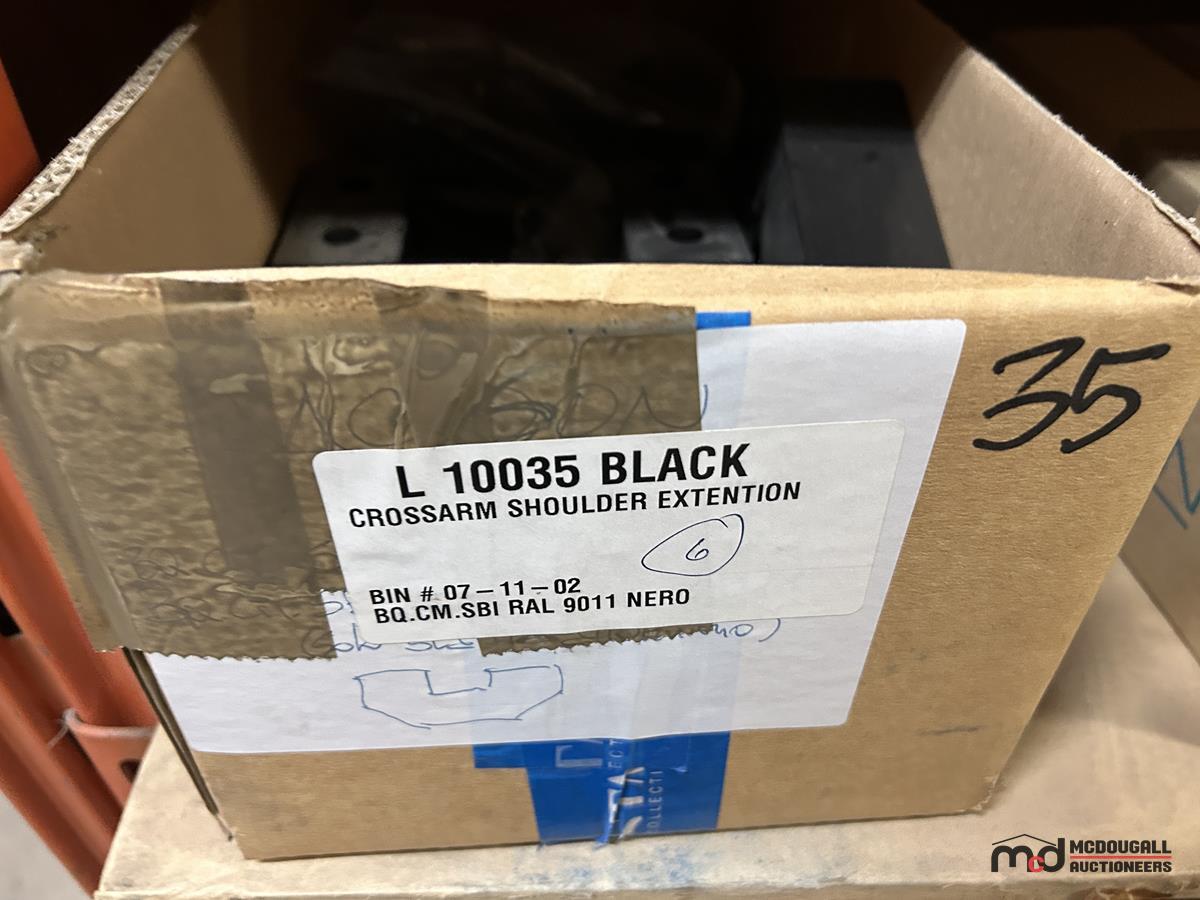 35
L 10035 BLACK
CROSSARM SHOULDER EXTENTION
6
BIN # 07-11-02
BQ.CM.SBI RAL 9011 NERO
MCDOUGALL
mcd AUCTIONEERS